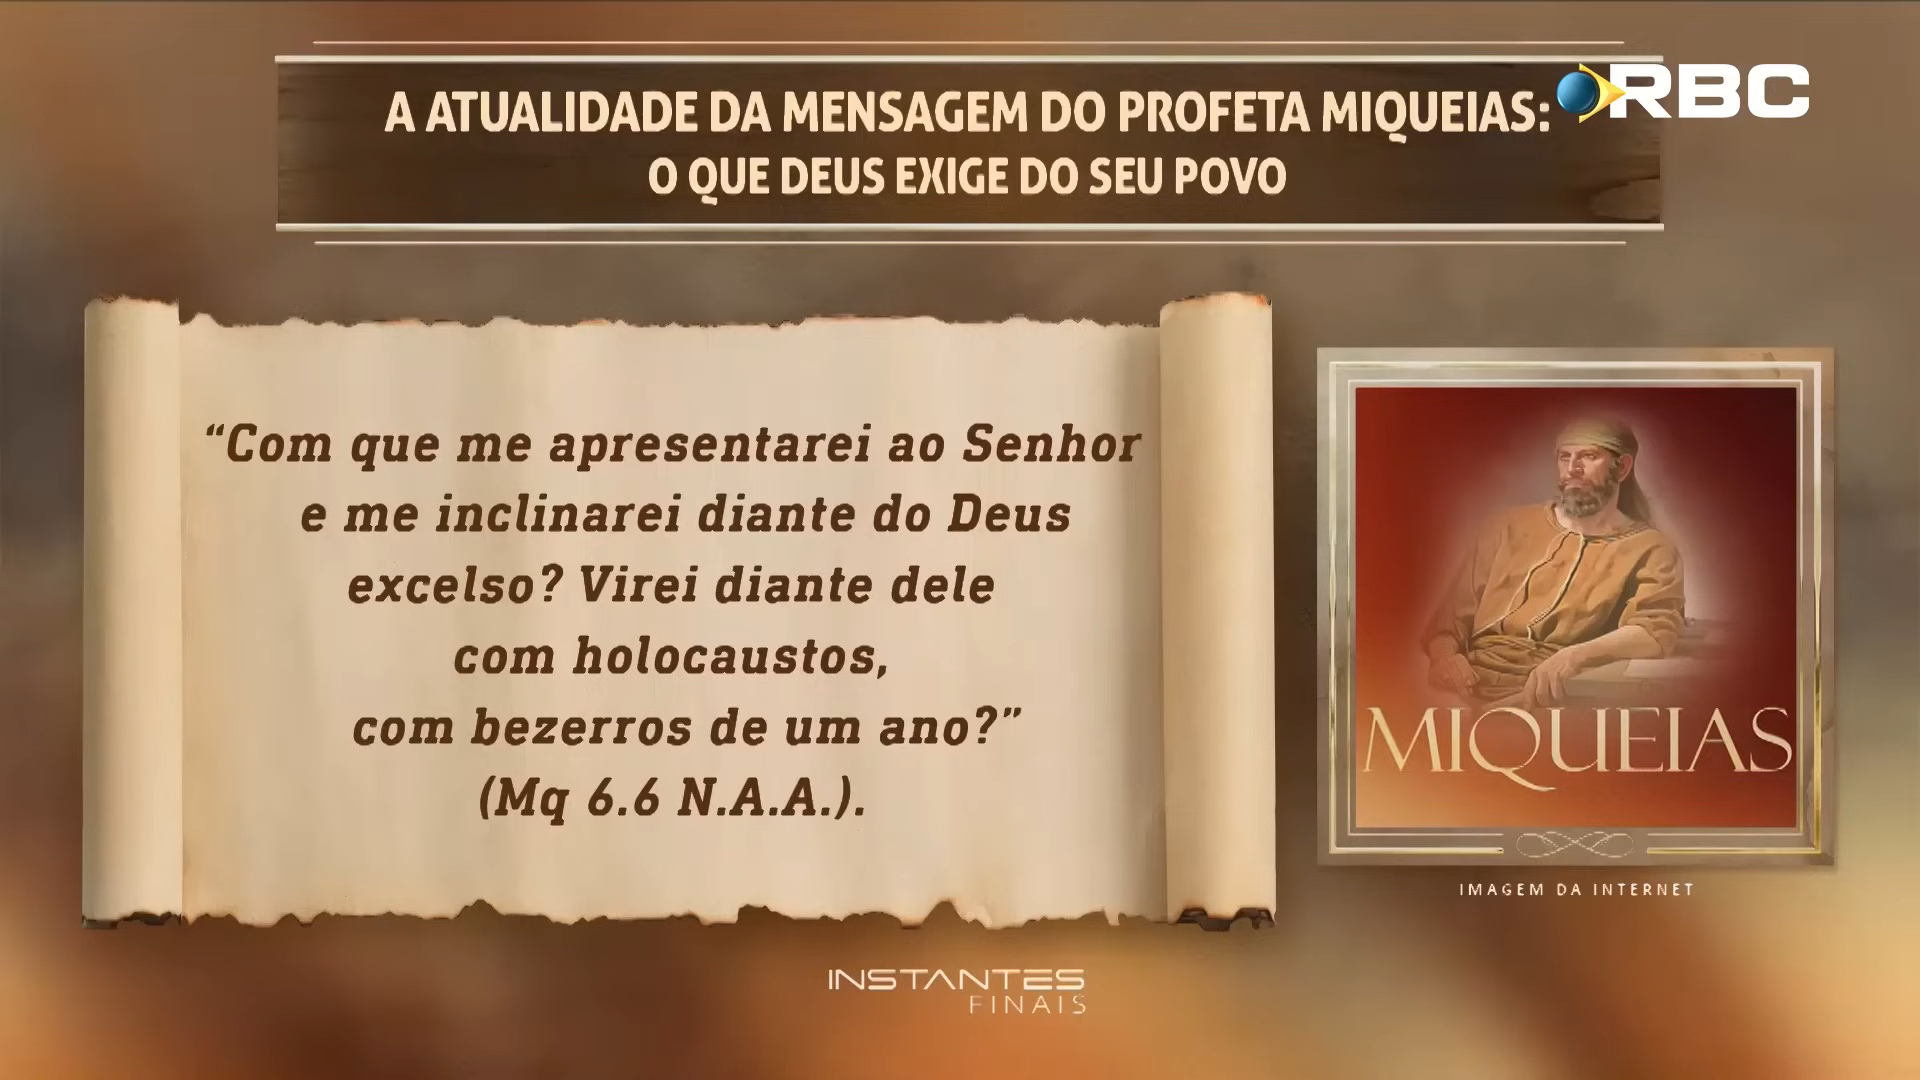 A ATUALIDADE DA MENSAGEM DO PROFETA MIQUEIAS:
O QUE DEUS EXIGE DO SEU POVO
RBC
“Com que me apresentarei ao Senhor
e me inclinarei diante do Deus
excelso? Virei diante dele
com holocaustos,
com bezerros de um ano?”
(Mq 6.6 N.A.A.).
MIQUEIAS
IMAGEM DA INTERNET
INSTANTES
FINAIS